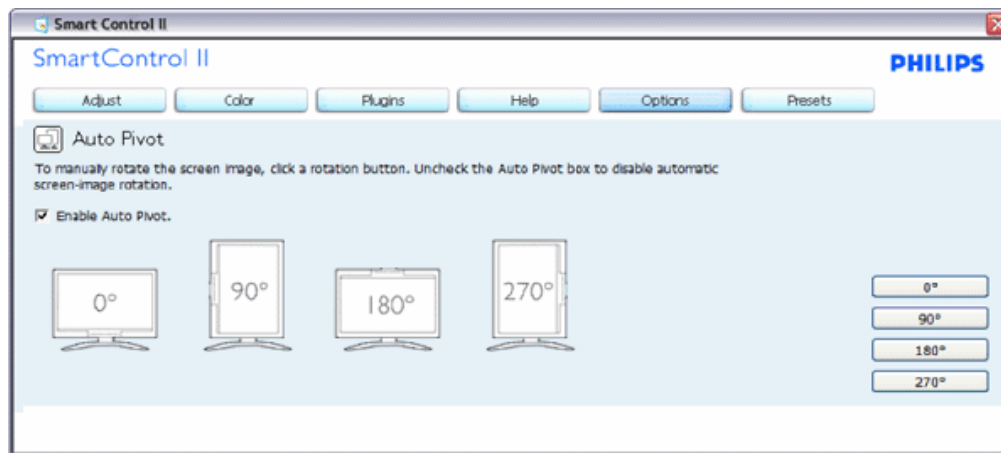 Smart Control II
SmartControl II
PHILIPS
Adjust
Color
Plugins
Help
Options
Presets
Auto Pivot
To manually rotate the screen image, click a rotation button. Uncheck the Auto Pivot box to disable automatic
screen-image rotation.
Enable Auto Pivot.
0°
90°
180°
270°
0°
90°
180°
270°